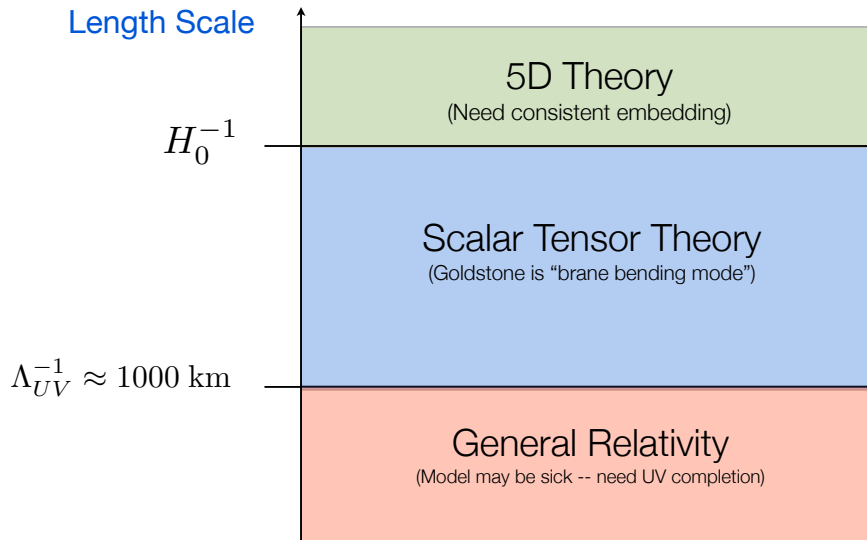 Length Scale
5D Theory
(Need consistent embedding)
H_0^{-1}
Scalar Tensor Theory
(Goldstone is “brane bending mode”)
Λ_{UV}^{-1} ≈ 1000 km
General Relativity
(Model may be sick -- need UV completion)